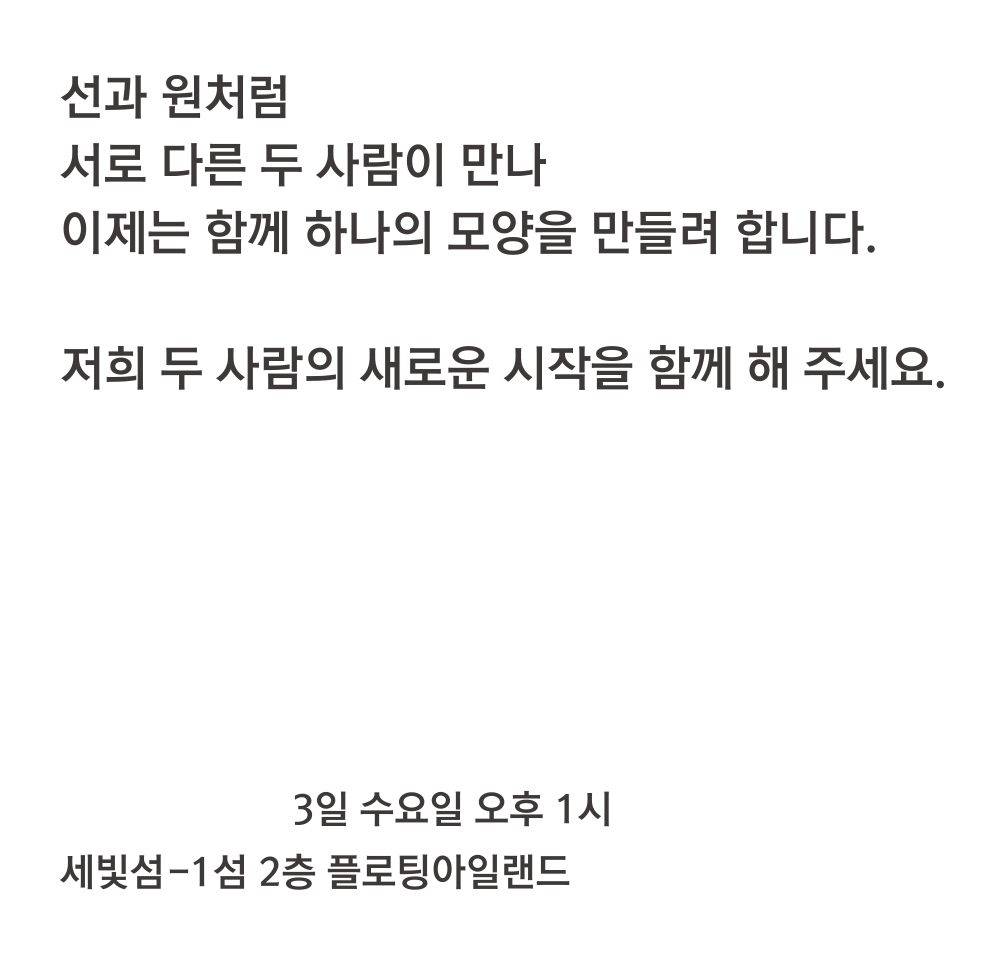 선과 원처럼
서로 다른 두 사람이 만나
이제는 함께 하나의 모양을 만들려 합니다.
저희 두 사람의 새로운 시작을 함께 해 주세요.
3일 수요일 오후 1시
세빛섬-1섬 2층 플로팅아일랜드